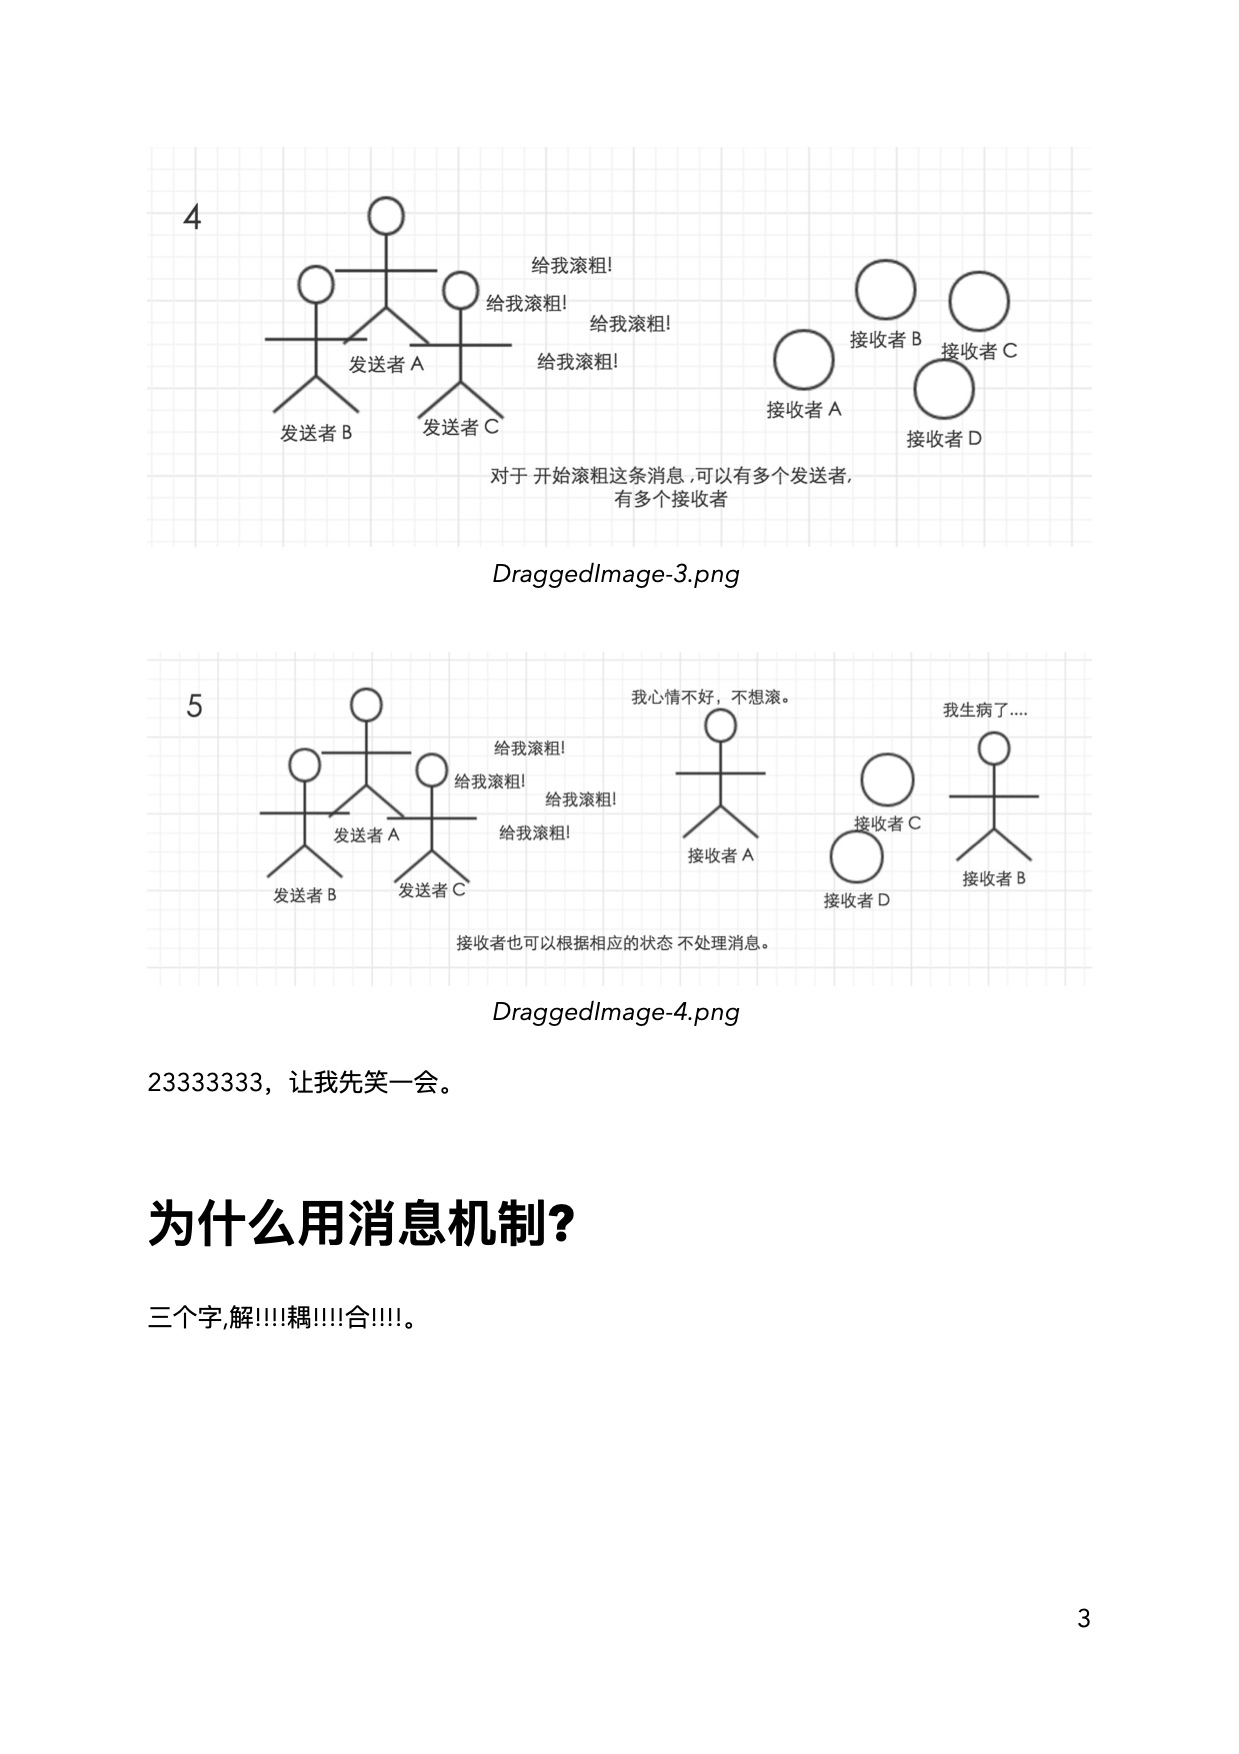 4
给我滚粗!
给我滚粗!
给我滚粗!
给我滚粗!
发送者 A
发送者 B
发送者 C
接收者 B
接收者 C
接收者 A
接收者 D
对于 开始滚粗这条消息 ,可以有多个发送者,
有多个接收者
DraggedImage-3.png
5
我心情不好，不想滚。
我生病了....
给我滚粗!
给我滚粗!
给我滚粗!
给我滚粗!
发送者 A
发送者 B
发送者 C
接收者 A
接收者 C
接收者 B
接收者 D
接收者也可以根据相应的状态 不处理消息。
DraggedImage-4.png
23333333，让我先笑一会。
为什么用消息机制?
三个字,解!!!!耦!!!!合!!!!。
3